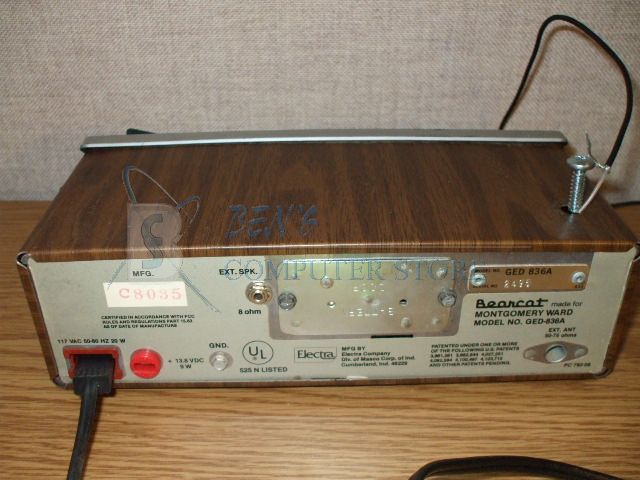 BEN'S
COMPUTER STORE
MFG.
C8035
EXT. SPK.
8 ohm
MODEL NO. GED 836A
SERIAL NO.
Bearcat made for
MONTGOMERY WARD
MODEL NO. GED-836A
EXT. ANT
50-75 ohms
CERTIFIED IN ACCORDANCE WITH FCC
RULES AND REGULATIONS PART 15.63
AS OF DATE OF MANUFACTURE
117 VAC 50-60 HZ 20 W
+ 13.8 VDC
9 W
GND.
UL
525 N LISTED
Electra
MFG BY
Electra Company
Div. of Masco Corp. of Ind.
Cumberland, Ind. 46229
PATENTED UNDER ONE OR MORE
OF THE FOLLOWING U.S. PATENTS
AND OTHER PATENTS PENDING.